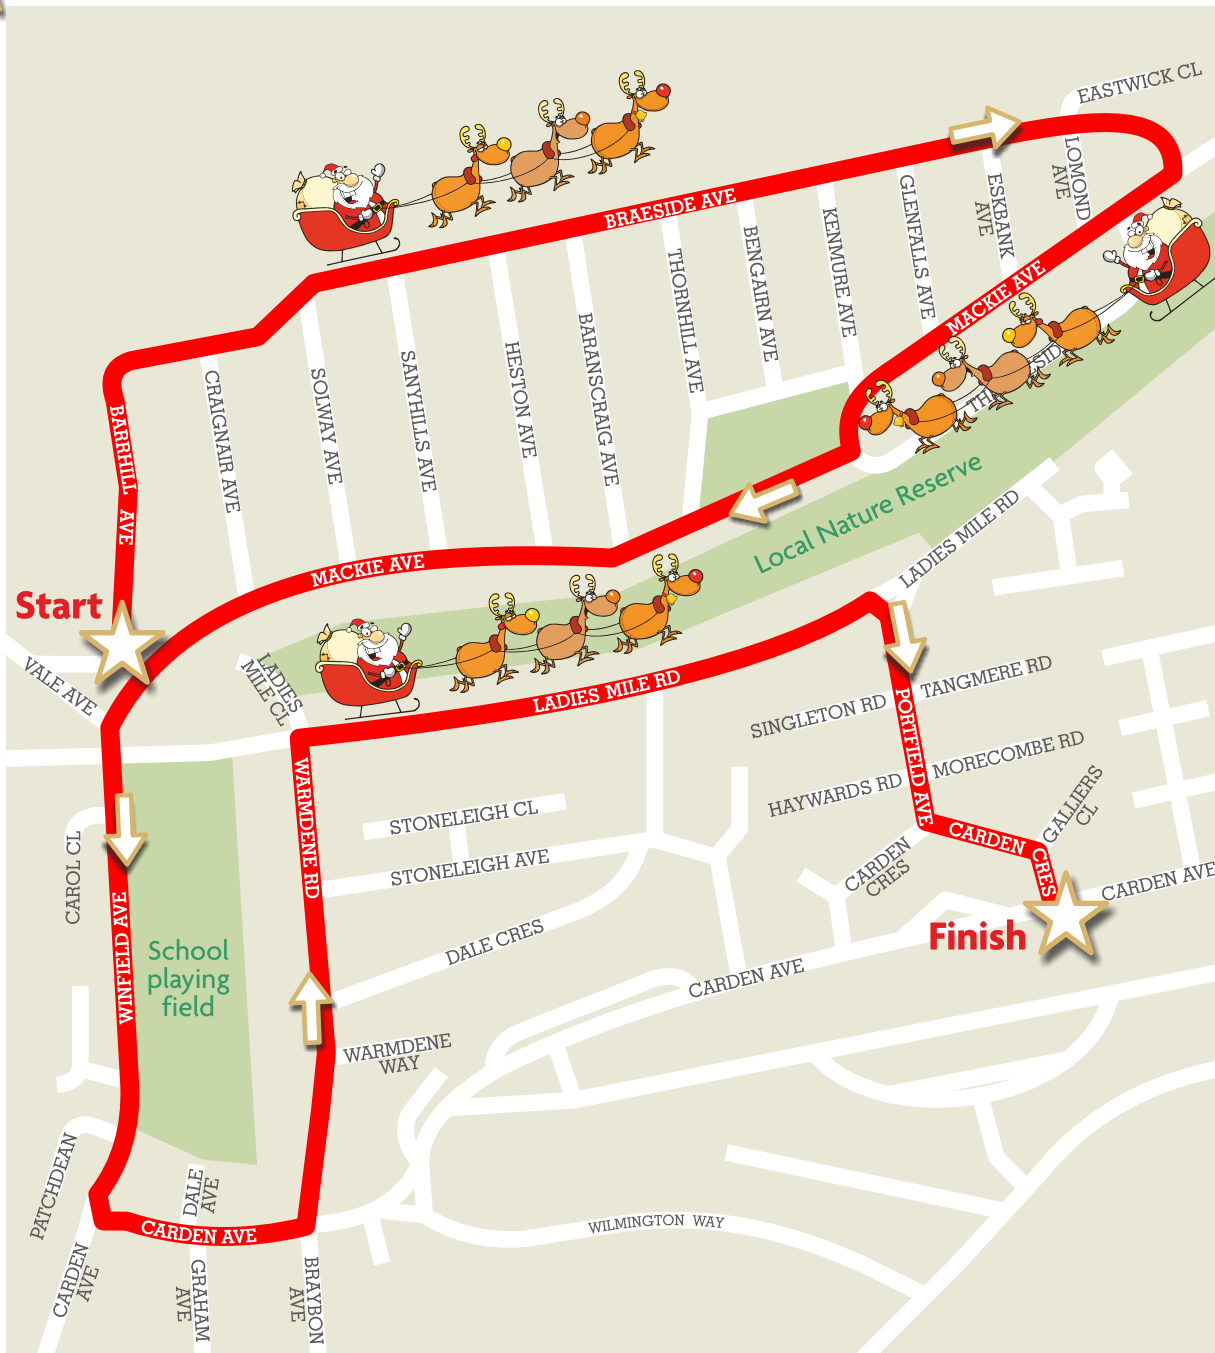 EASTWICK CL
LOMOND
AVE
ESKBANK
AVE
GLENFALLS AVE
KENMURE AVE
BENGAIRN AVE
THORNHILL AVE
BRAESIDE AVE
BARANSCRAIG AVE
HESTON AVE
SANYHILLS AVE
SOLWAY AVE
CRAIGNAIR AVE
BARRHILL AVE
MACKIE AVE
MACKIE AVE
Local Nature Reserve
LADIES MILE RD
Start
VALE AVE
LADIES
MILE CL
LADIES MILE RD
SINGLETON RD
TANGMERE RD
PORTFIELD AVE
HAYWARDS RD
MORECOMBE RD
GALLIERS
CL
CARDEN CRES
CARDEN
CRES
CARDEN AVE
Finish
WARMDENE RD
STONELEIGH CL
STONELEIGH AVE
DALE CRES
CARDEN AVE
WARMDENE
WAY
CAROL CL
WINFIELD AVE
School
playing
field
PATCHDEAN
DALE
AVE
CARDEN AVE
WILMINGTON WAY
CARDEN
AVE
GRAHAM
AVE
BRAYBON
AVE